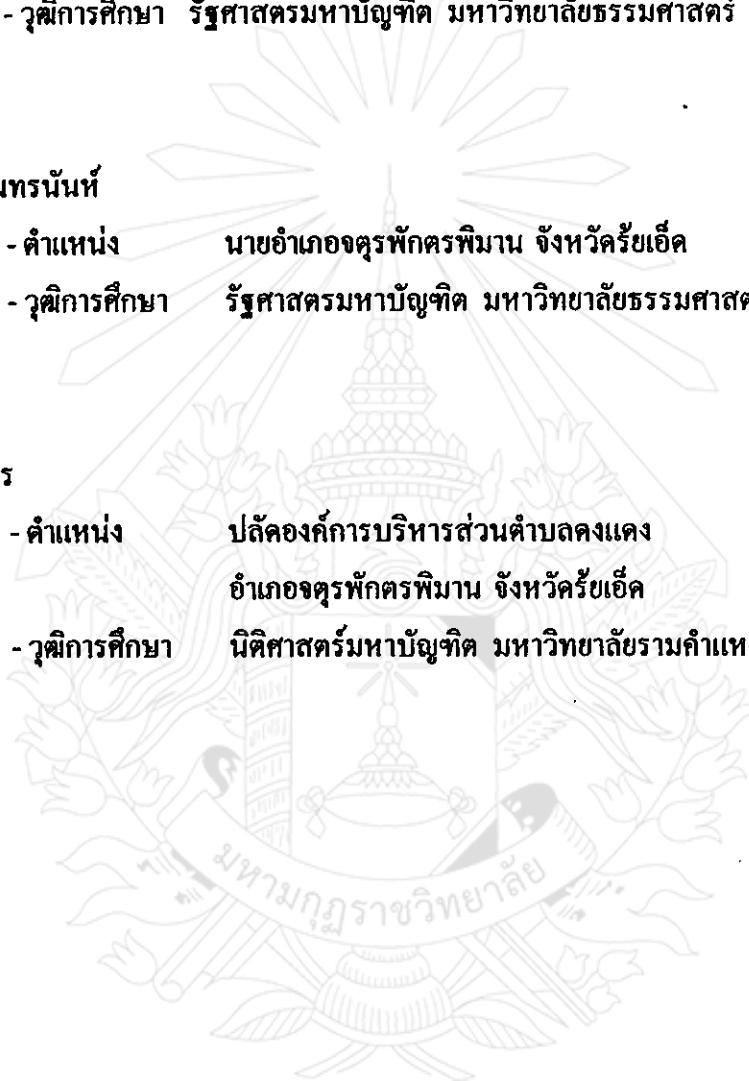 - วุฒิการศึกษา รัฐศาสตรมหาบัณฑิต มหาวิทยาลัยธรรมศาสตร์
นทรนันห์
- ตำแหน่ง นายอำเภอจตุรพักตรพิมาน จังหวัดร้อยเอ็ด
- วุฒิการศึกษา รัฐศาสตรมหาบัณฑิต มหาวิทยาลัยธรรมศาสต
ร
- ตำแหน่ง ปลัดองค์การบริหารส่วนตำบลดงแดง
อำเภอจตุรพักตรพิมาน จังหวัดร้อยเอ็ด
- วุฒิการศึกษา นิติศาสตร์มหาบัณฑิต มหาวิทยาลัยรามคำแห
มหามกุฏราชวิทยาลัย